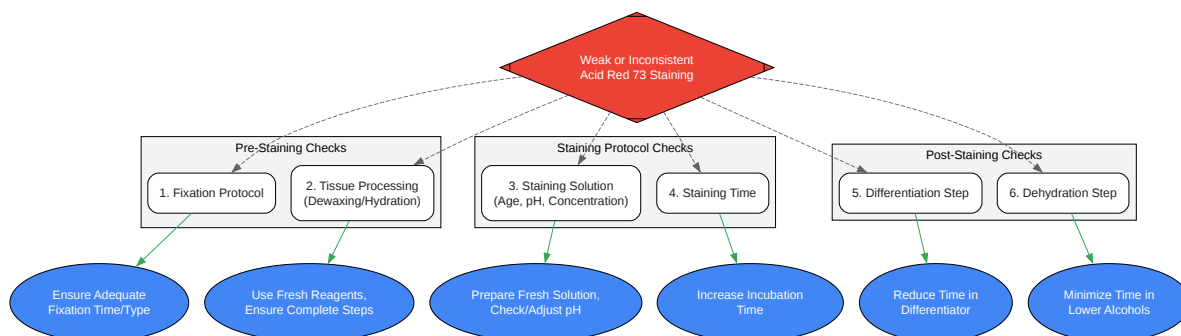 Weak or Inconsistent
Acid Red 73 Staining
Pre-Staining Checks
Staining Protocol Checks
Post-Staining Checks
1. Fixation Protocol
2. Tissue Processing
(Dewaxing/Hydration)
3. Staining Solution
(Age, pH, Concentration)
4. Staining Time
5. Differentiation Step
6. Dehydration Step
Ensure Adequate
Fixation Time/Type
Use Fresh Reagents,
Ensure Complete Steps
Prepare Fresh Solution,
Check/Adjust pH
Increase Incubation
Time
Reduce Time in
Differentiator
Minimize Time in
Lower Alcohols